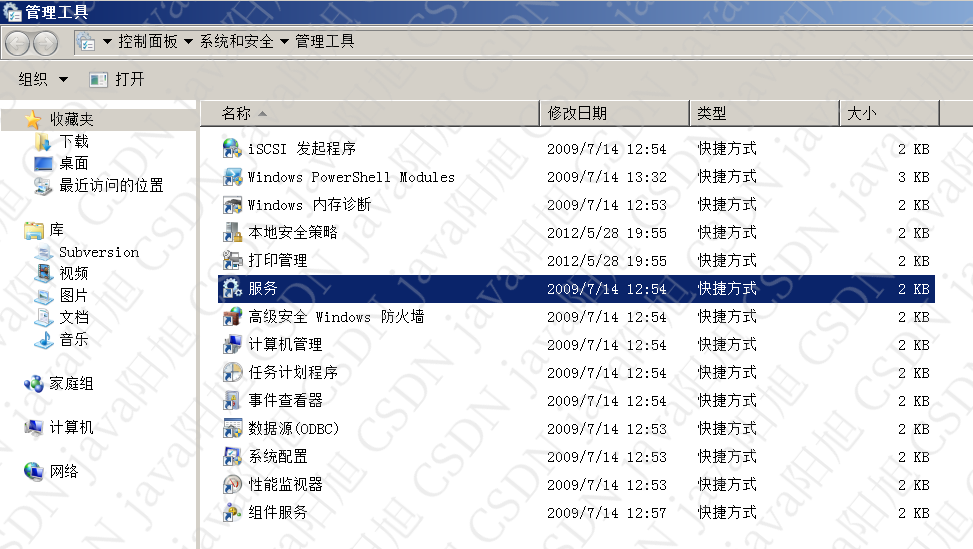 管理工具
控制面板 系统和安全 管理工具
组织 打开
名称 修改日期 类型 大小
收藏夹
下载
桌面
最近访问的位置
库
Subversion
视频
图片
文档
音乐
家庭组
计算机
网络
iSCSI 发起程序 2009/7/14 12:54 快捷方式 2 KB
Windows PowerShell Modules 2009/7/14 13:32 快捷方式 3 KB
Windows 内存诊断 2009/7/14 12:53 快捷方式 2 KB
本地安全策略 2012/5/28 19:55 快捷方式 2 KB
打印管理 2012/5/28 19:55 快捷方式 2 KB
服务 2009/7/14 12:54 快捷方式 2 KB
高级安全 Windows 防火墙 2009/7/14 12:54 快捷方式 2 KB
计算机管理 2009/7/14 12:54 快捷方式 2 KB
任务计划程序 2009/7/14 12:54 快捷方式 2 KB
事件查看器 2009/7/14 12:54 快捷方式 2 KB
数据源(ODBC) 2009/7/14 12:53 快捷方式 2 KB
系统配置 2009/7/14 12:53 快捷方式 2 KB
性能监视器 2009/7/14 12:53 快捷方式 2 KB
组件服务 2009/7/14 12:57 快捷方式 2 KB